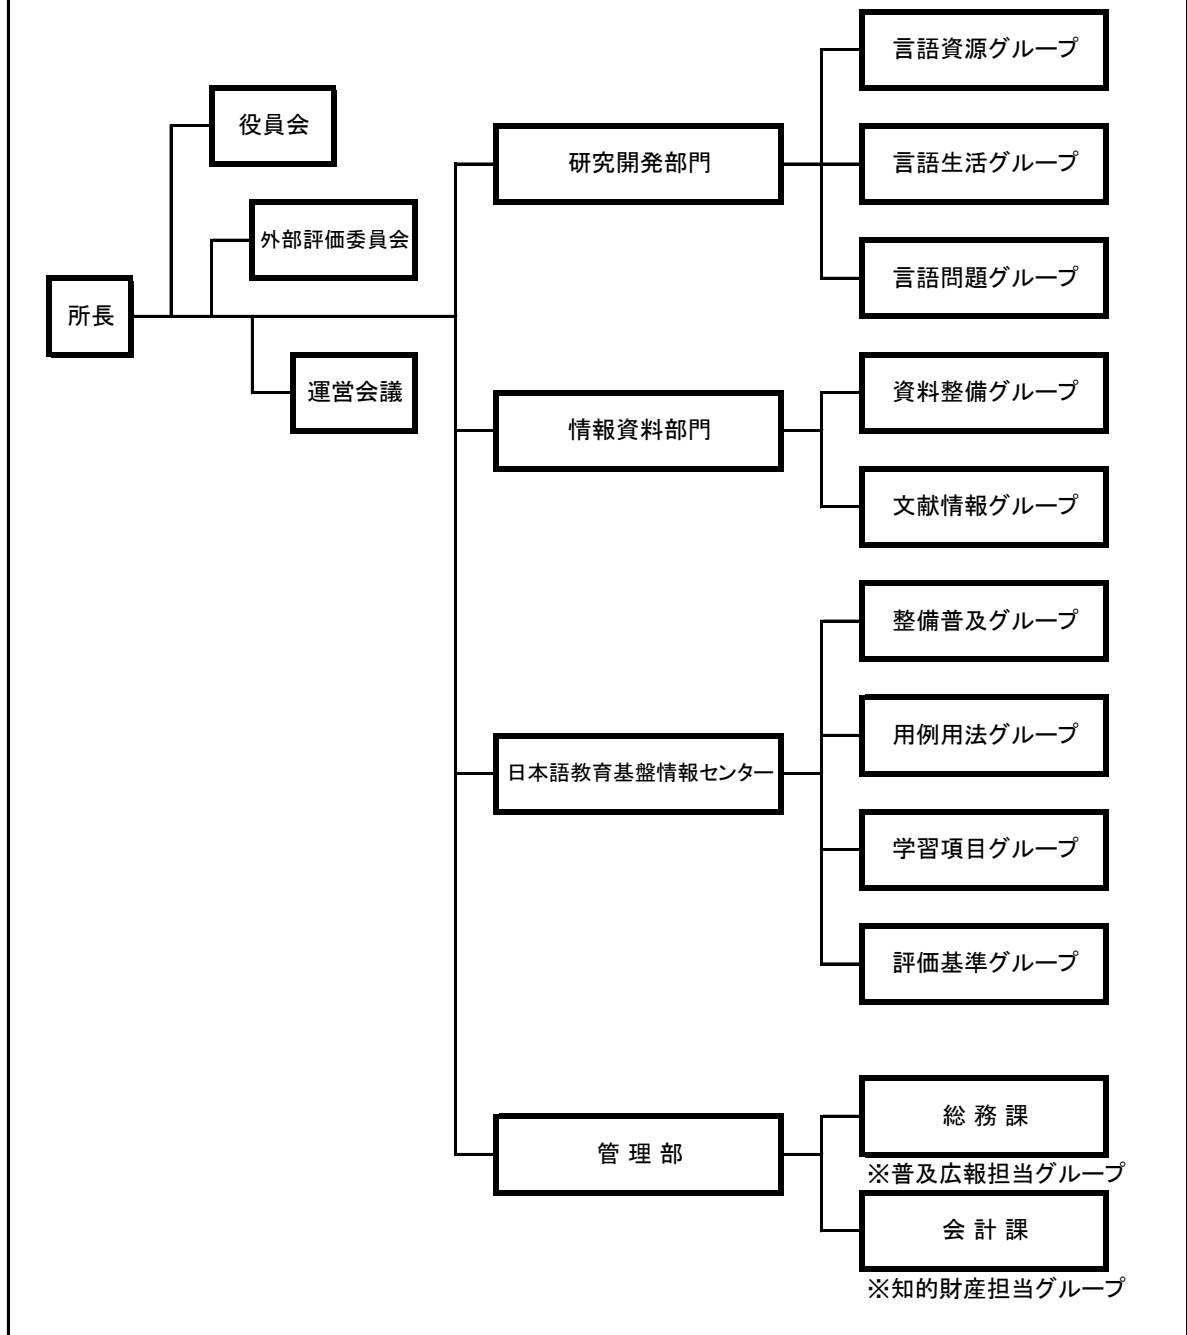 所長
役員会
外部評価委員会
運営会議
研究開発部門
言語資源グループ
言語生活グループ
言語問題グループ
情報資料部門
資料整備グループ
文献情報グループ
日本語教育基盤情報センター
整備普及グループ
用例用法グループ
学習項目グループ
評価基準グループ
管 理 部
総 務 課
※普及広報担当グループ
会 計 課
※知的財産担当グループ